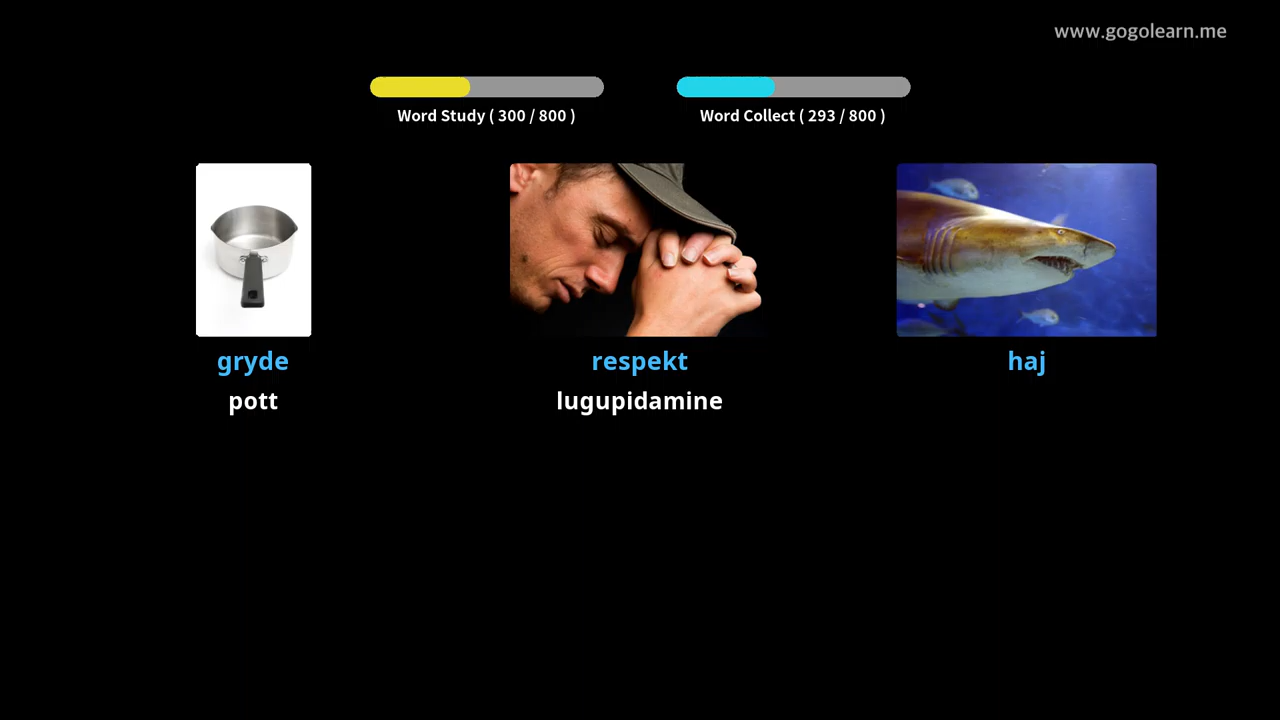 www.gogolearn.me
Word Study ( 300 / 800 )
Word Collect ( 293 / 800 )
gryde
respekt
haj
pott
lugupidamine